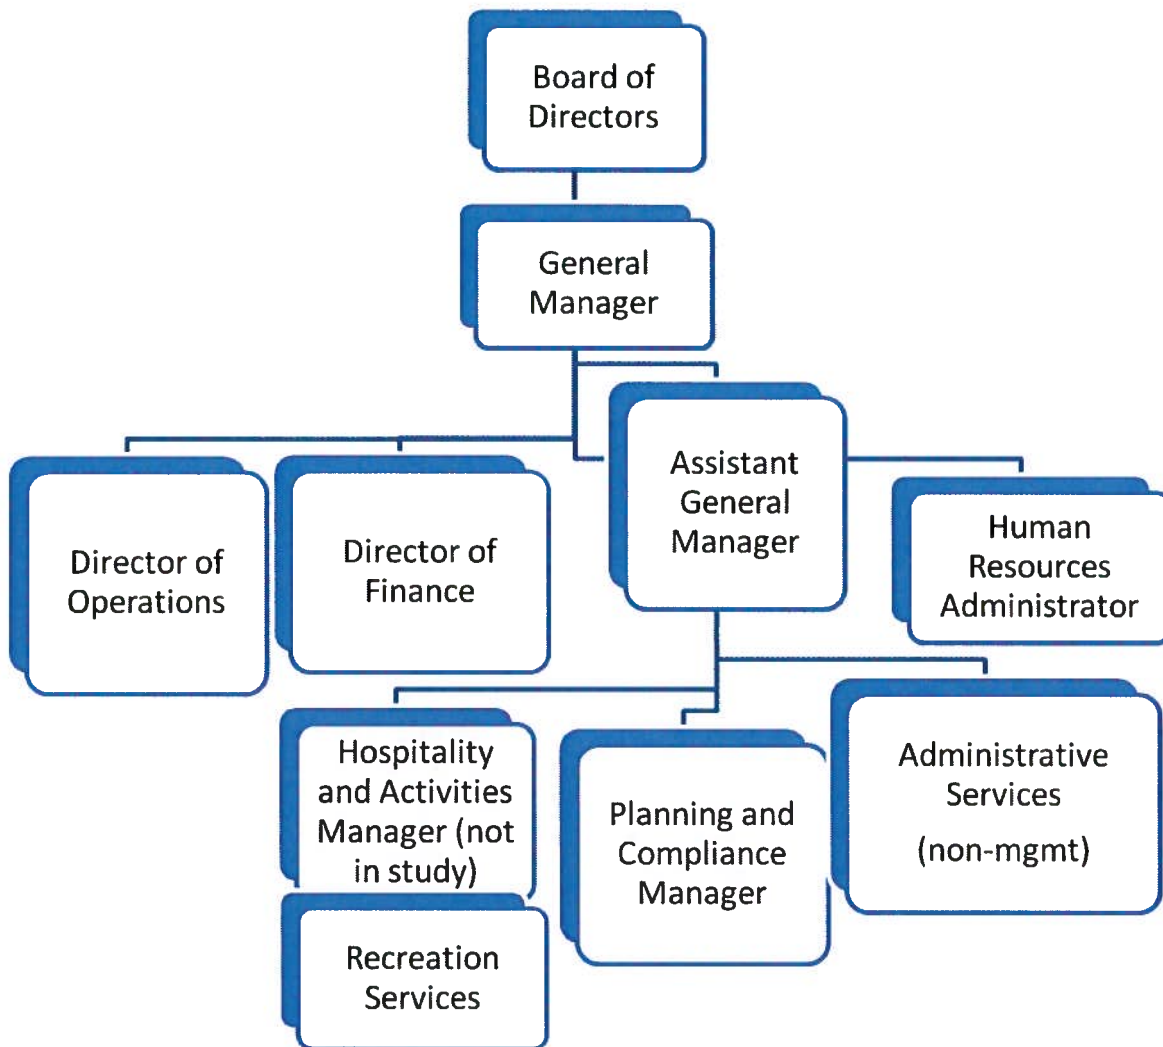 Board of
Directors
General
Manager
Assistant
General
Manager
Director of
Operations
Director of
Finance
Human
Resources
Administrator
Hospitality
and Activities
Manager (not
in study)
Planning and
Compliance
Manager
Administrative
Services
(non-mgmt)
Recreation
Services